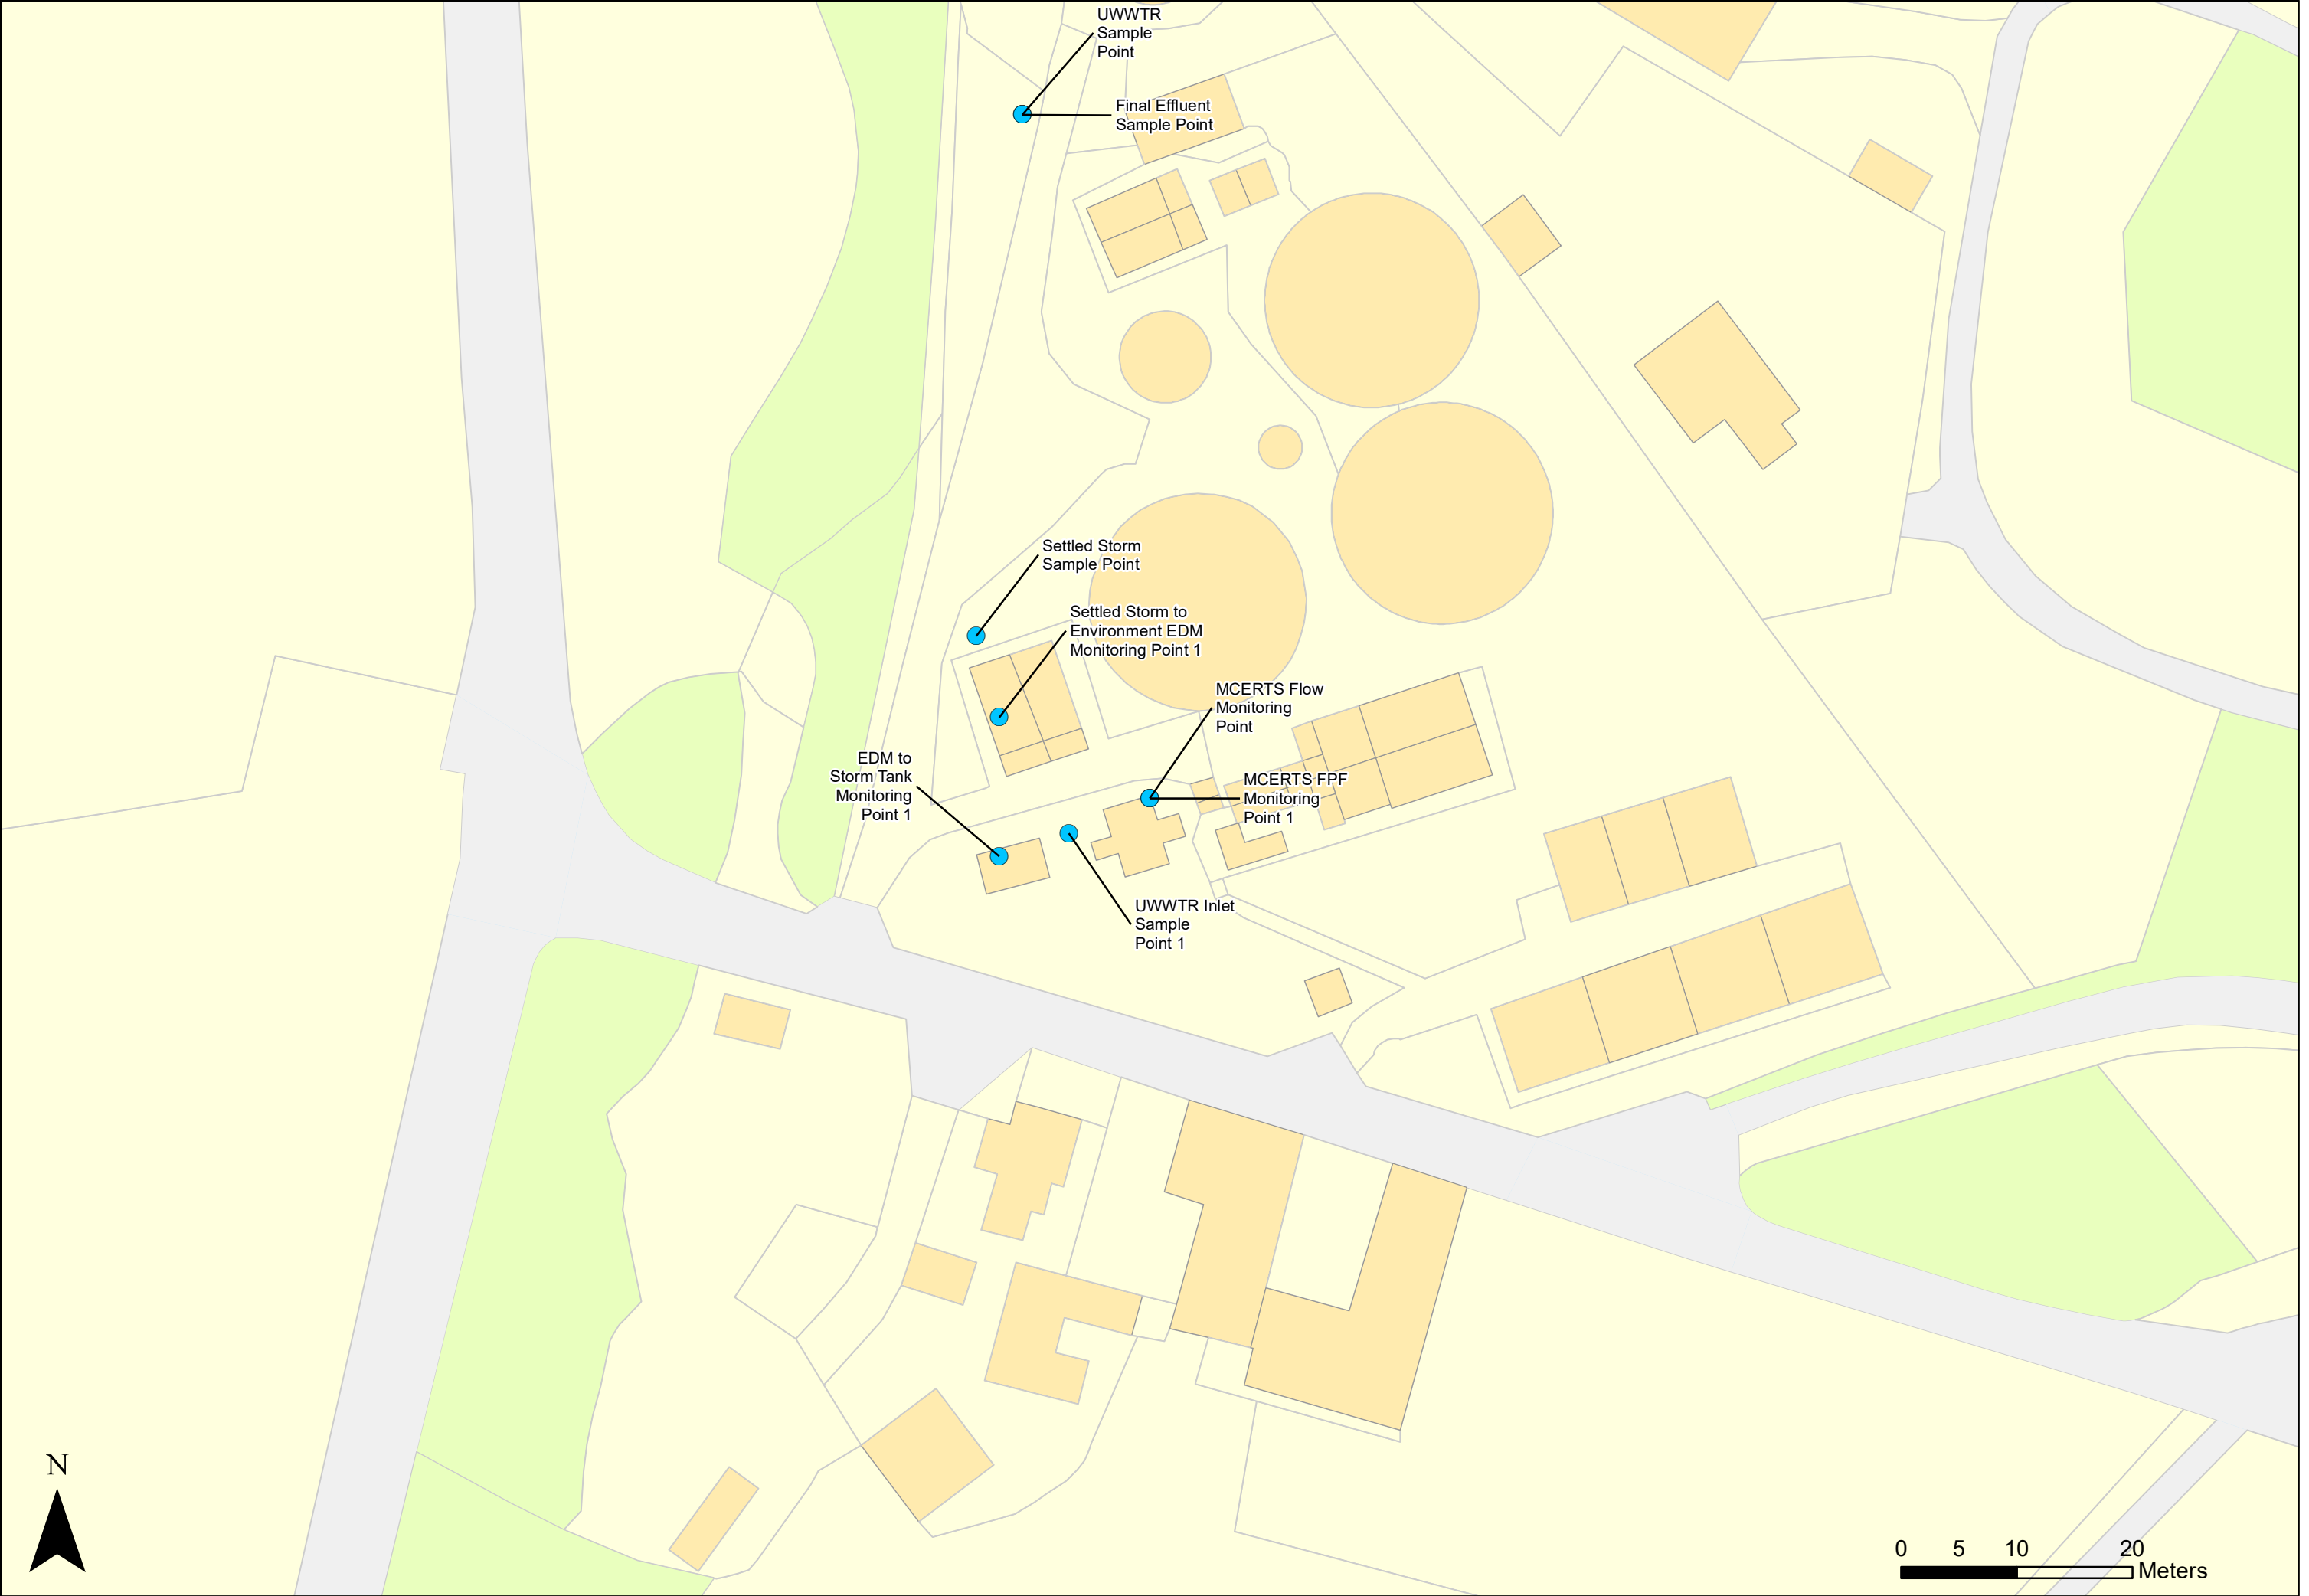 UWWTR
Sample
Point
Final Effluent
Sample Point
Settled Storm
Sample Point
Settled Storm to
Environment EDM
Monitoring Point 1
MCERTS Flow
Monitoring
Point
EDM to
Storm Tank
Monitoring
Point 1
MCERTS FPF
Monitoring
Point 1
UWWTR Inlet
Sample
Point 1
N
0 5 10 20
Meters